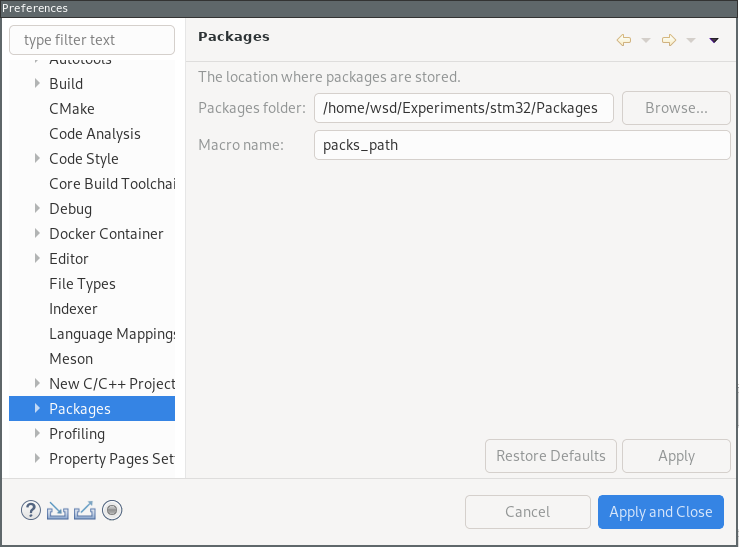 Preferences
type filter text
Autotools
Build
CMake
Code Analysis
Code Style
Core Build Toolchai
Debug
Docker Container
Editor
File Types
Indexer
Language Mappings
Meson
New C/C++ Project
Packages
Profiling
Property Pages Set
Packages
The location where packages are stored.
Packages folder: /home/wsd/Experiments/stm32/Packages Browse...
Macro name: packs_path
Restore Defaults Apply
? Cancel Apply and Close